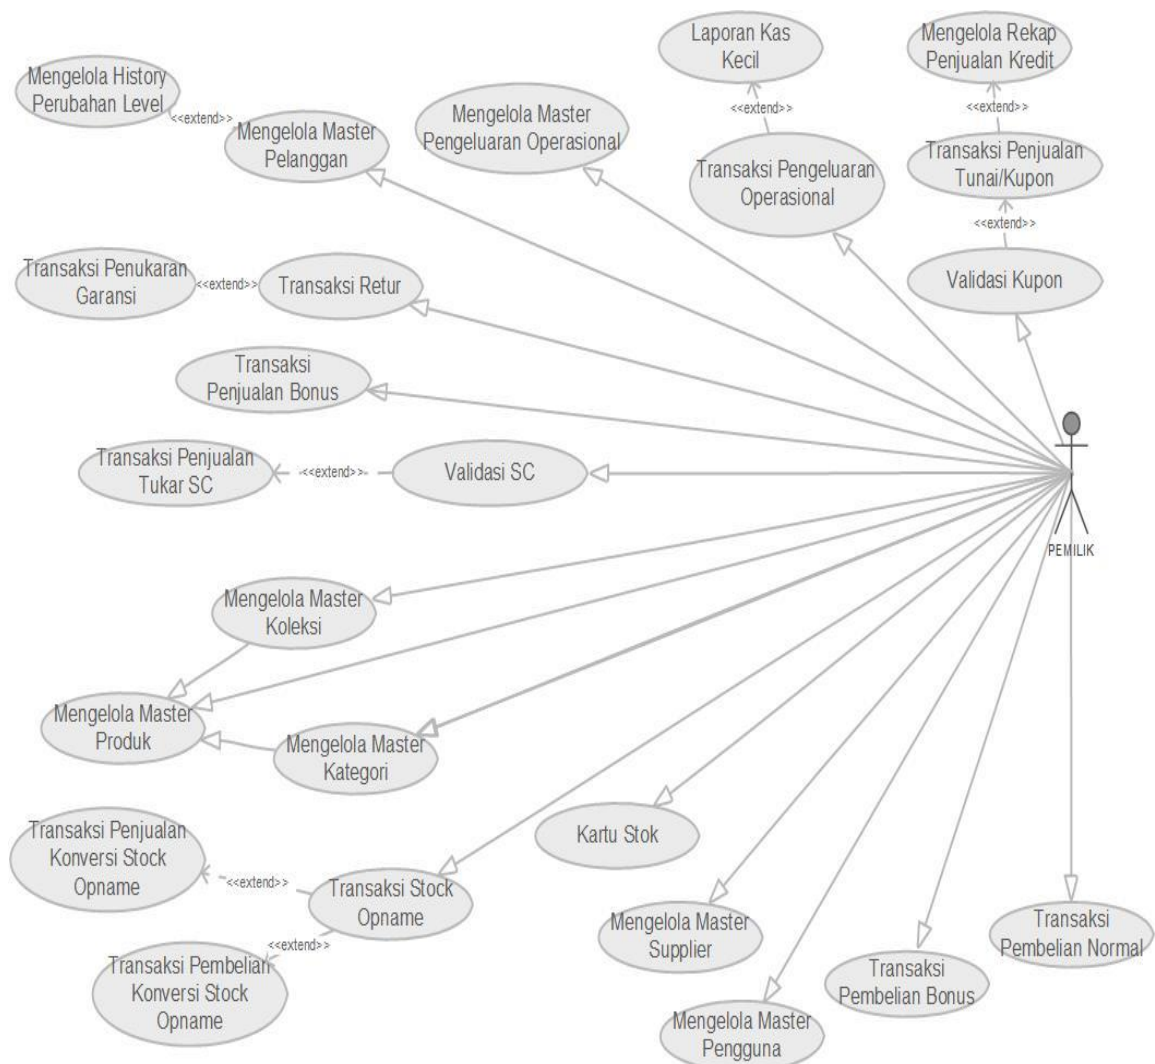 Laporan Kas
Kecil
Mengelola Rekap
Penjualan Kredit
Mengelola History
Perubahan Level
<<extend>>
Mengelola Master
Pelanggan
Mengelola Master
Pengeluaran Operasional
<<extend>>
Transaksi Pengeluaran
Operasional
<<extend>>
Transaksi Penjualan
Tunai/Kupon
<<extend>>
Validasi Kupon
Transaksi Penukaran
Garansi
<<extend>>
Transaksi Retur
Transaksi
Penjualan Bonus
Transaksi Penjualan
Tukar SC
<<extend>>
Validasi SC
PEMILIK
Mengelola Master
Koleksi
Mengelola Master
Produk
Mengelola Master
Kategori
Transaksi Penjualan
Konversi Stock
Opname
<<extend>>
Transaksi Stock
Opname
<<extend>>
Transaksi Pembelian
Konversi Stock
Opname
Kartu Stok
Mengelola Master
Supplier
Mengelola Master
Pengguna
Transaksi
Pembelian Bonus
Transaksi
Pembelian Normal